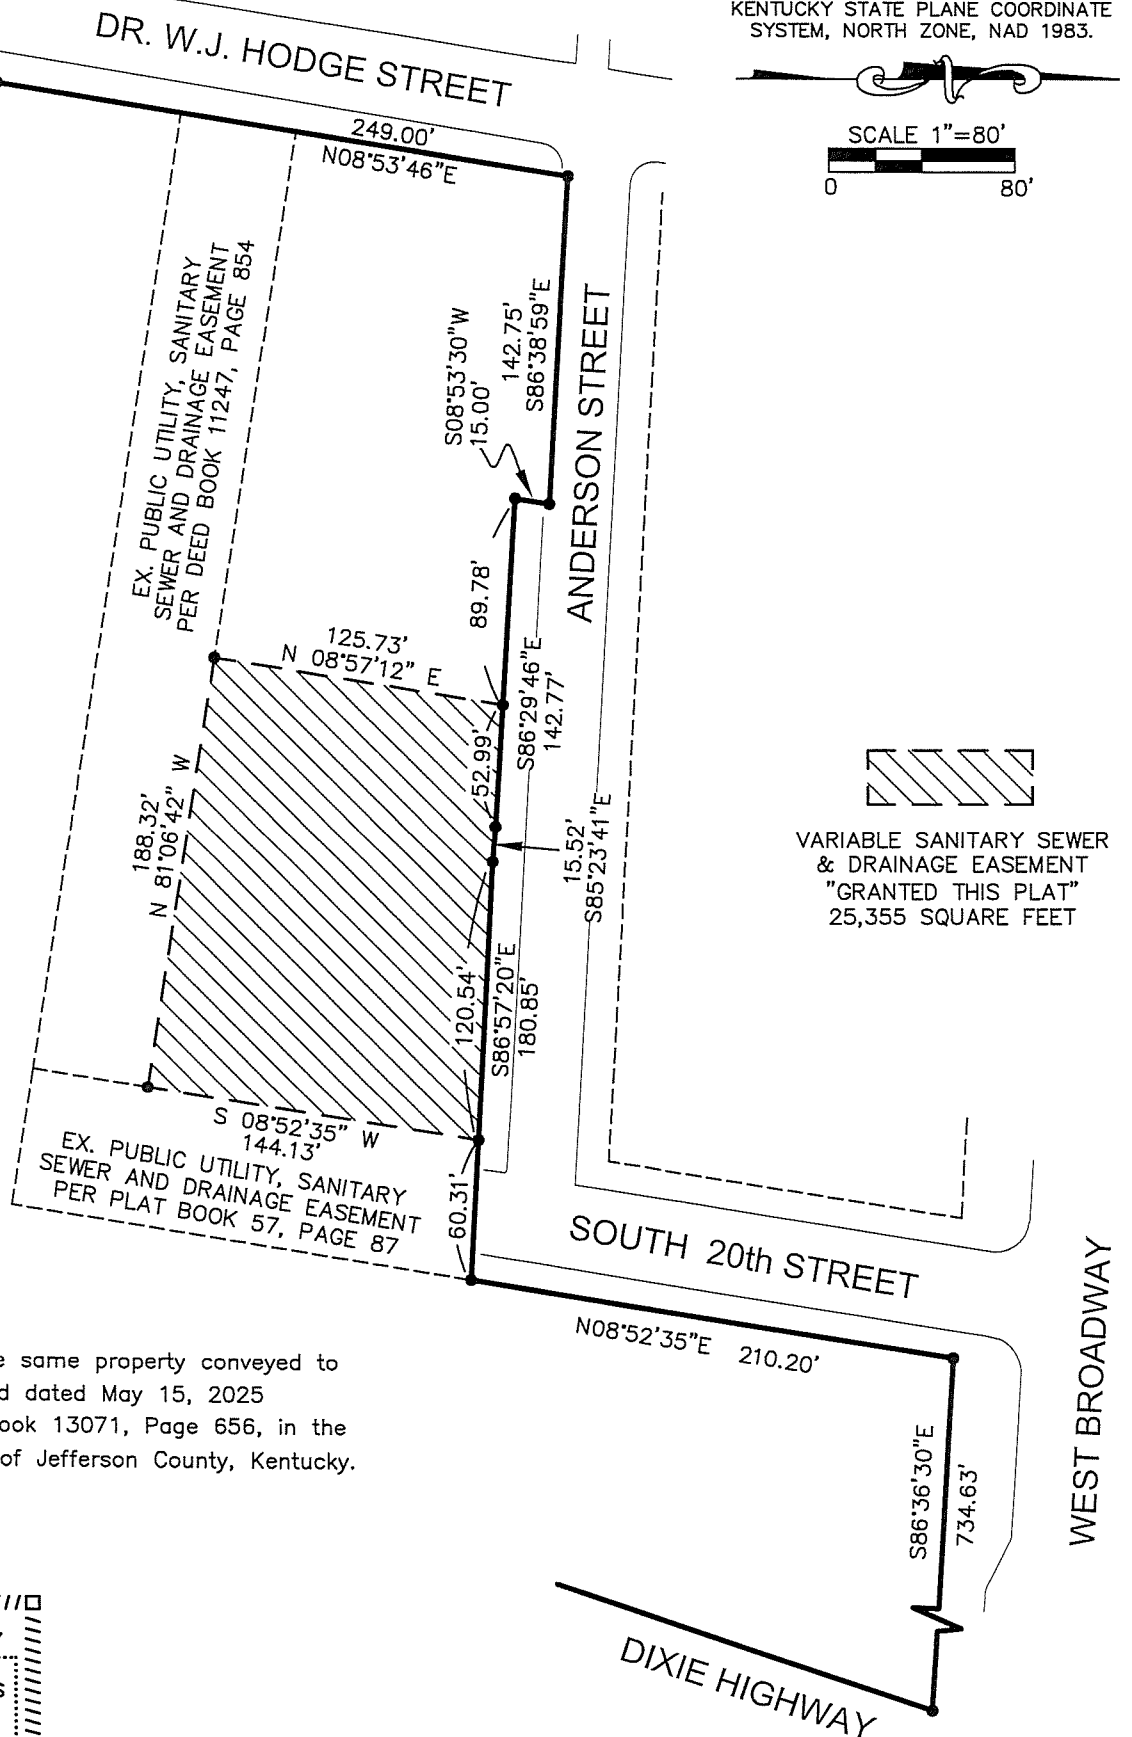 KENTUCKY STATE PLANE COORDINATE
SYSTEM, NORTH ZONE, NAD 1983.
SCALE 1"=80'
0 80'
DR. W.J. HODGE STREET
249.00'
N08°53'46"E
EX. PUBLIC UTILITY, SANITARY
SEWER AND DRAINAGE EASEMENT
PER DEED BOOK 11247, PAGE 854
S08°53'30"W
15.00'
142.75'
S86°38'59"E
ANDERSON STREET
89.78'
125.73'
N 08°57'12" E
S86°29'46"E
142.77'
52.99'
188.32'
N 81°06'42" W
15.52'
S85°23'41"E
VARIABLE SANITARY SEWER
& DRAINAGE EASEMENT
"GRANTED THIS PLAT"
25,355 SQUARE FEET
120.54'
S86°57'20"E
180.85'
S 08°52'35" W
144.13'
EX. PUBLIC UTILITY, SANITARY
SEWER AND DRAINAGE EASEMENT
PER PLAT BOOK 57, PAGE 87
60.31'
SOUTH 20th STREET
N08°52'35"E 210.20'
WEST BROADWAY
S86°36'30"E
734.63'
DIXIE HIGHWAY
same property conveyed to
dated May 15, 2025
13071, Page 656, in the
of Jefferson County, Kentucky.